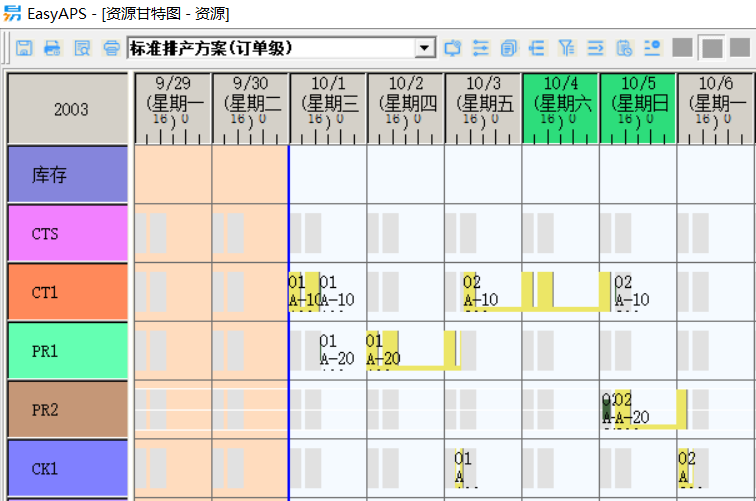 EasyAPS - [资源甘特图 - 资源]
标准排产方案(订单级)
2003
9/29 9/30 10/1 10/2 10/3 10/4 10/5 10/6
(星期一 (星期二 (星期三 (星期四 (星期五 (星期六 (星期日 (星期一
16 ) 0 16 ) 0 16 ) 0 16 ) 0 16 ) 0 16 ) 0 16 ) 0 16 ) 0
库存
CTS
CT1
01 01 02 02
A-10 A-10 A-10 A-10
PR1
01 01
A-20 A-20
PR2
02
A-20
CK1
01 02
A A